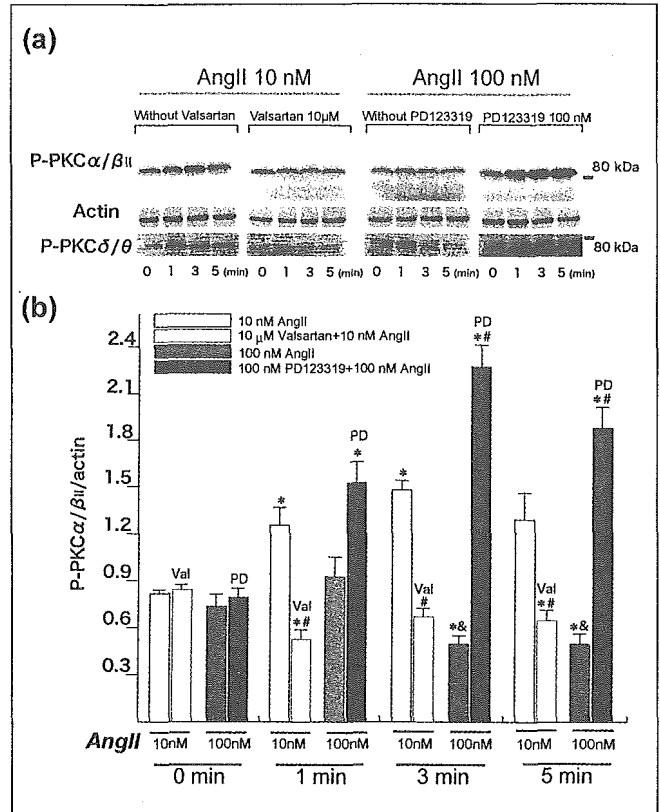 (a)
AngII 10 nM AngII 100 nM
Without Valsartan Valsartan 10μM Without PD123319 PD123319 100 nM
P-PKCα/βII 80 kDa
Actin
P-PKCδ/θ 80 kDa
0 1 3 5 (min) 0 1 3 5 (min) 0 1 3 5 (min) 0 1 3 5 (min)
(b)
10 nM AngII
10 μM Valsartan+10 nM AngII
100 nM AngII
100 nM PD123319+100 nM AngII
P-PKCα/βII/actin
2.4
2.1
1.8
1.5
1.2
0.9
0.6
0.3
Val
PD
*
Val
*#
PD
*
*
Val
#
*&
PD
*#
Val
*#
*&
PD
*#
AngII 10nM 100nM 10nM 100nM 10nM 100nM 10nM 100nM
0 min 1 min 3 min 5 min